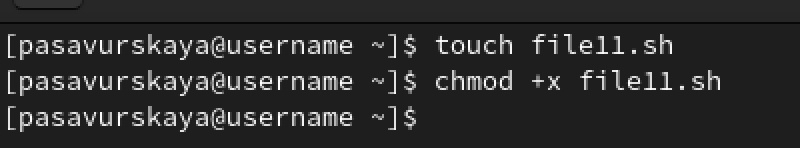 [pasavurskaya@username ~]$ touch file11.sh
[pasavurskaya@username ~]$ chmod +x file11.sh
[pasavurskaya@username ~]$